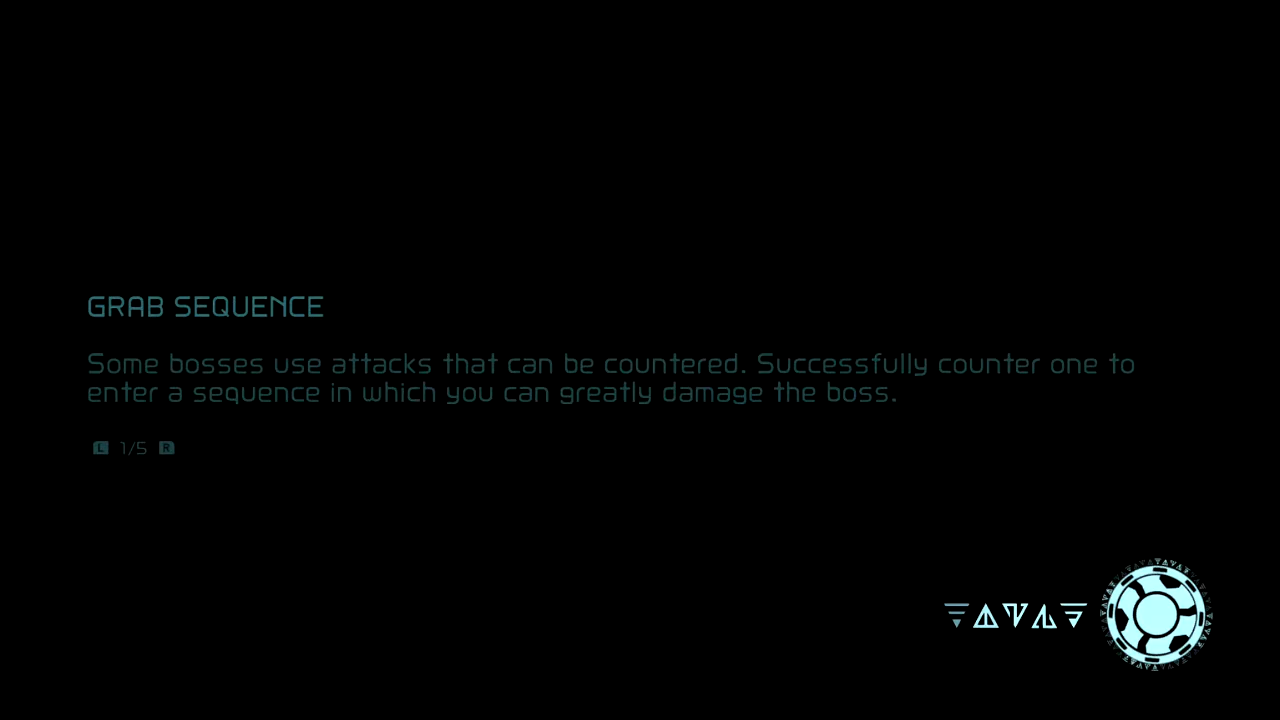 GRAB SEQUENCE
Some bosses use attacks that can be countered. Successfully counter one to
enter a sequence in which you can greatly damage the boss.
L 1/5 R